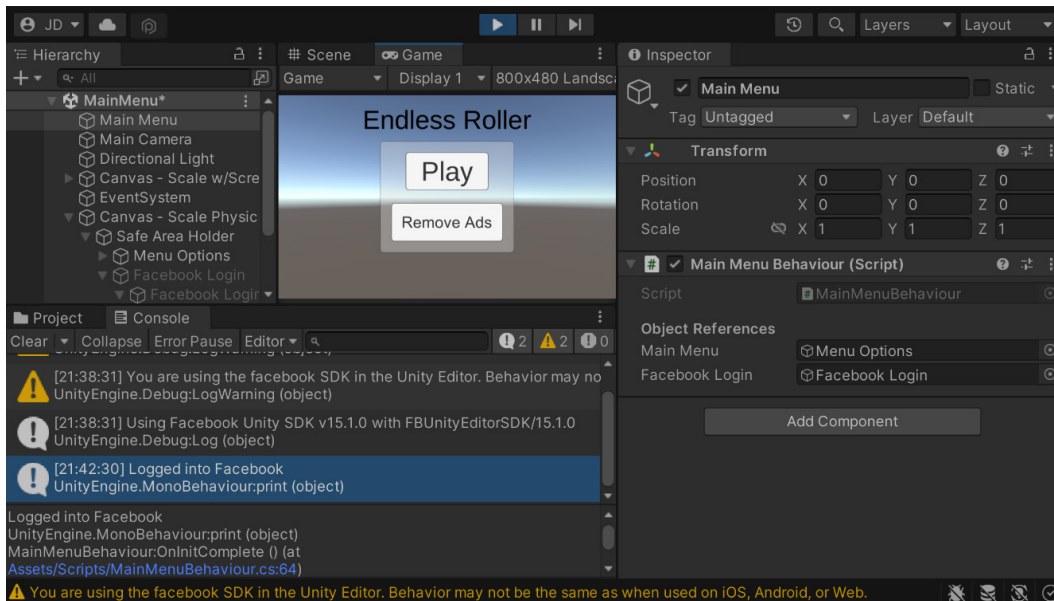 JD
Layers
Layout
Hierarchy
All
MainMenu*
Main Menu
Main Camera
Directional Light
Canvas - Scale w/Scre
EventSystem
Canvas - Scale Physic
Safe Area Holder
Menu Options
Facebook Login
Facebook Logir
Scene
Game
Game
Display 1
800x480 Landsc
Endless Roller
Play
Remove Ads
Inspector
Main Menu
Static
Tag Untagged
Layer Default
Transform
Position X 0 Y 0 Z 0
Rotation X 0 Y 0 Z 0
Scale X 1 Y 1 Z 1
# Main Menu Behaviour (Script)
Script MainMenuBehaviour
Object References
Main Menu Menu Options
Facebook Login Facebook Login
Add Component
Project
Console
Clear Collapse Error Pause Editor 2 2 0
UnityEngine.Debug:LogWarning (object)
[21:38:31] You are using the facebook SDK in the Unity Editor. Behavior may no
UnityEngine.Debug:LogWarning (object)
[21:38:31] Using Facebook Unity SDK v15.1.0 with FBUnityEditorSDK/15.1.0
UnityEngine.Debug:Log (object)
[21:42:30] Logged into Facebook
UnityEngine.MonoBehaviour:print (object)
Logged into Facebook
UnityEngine.MonoBehaviour:print (object)
MainMenuBehaviour:OnInitComplete () (at
Assets/Scripts/MainMenuBehaviour.cs:64)
You are using the facebook SDK in the Unity Editor. Behavior may not be the same as when used on iOS, Android, or Web.